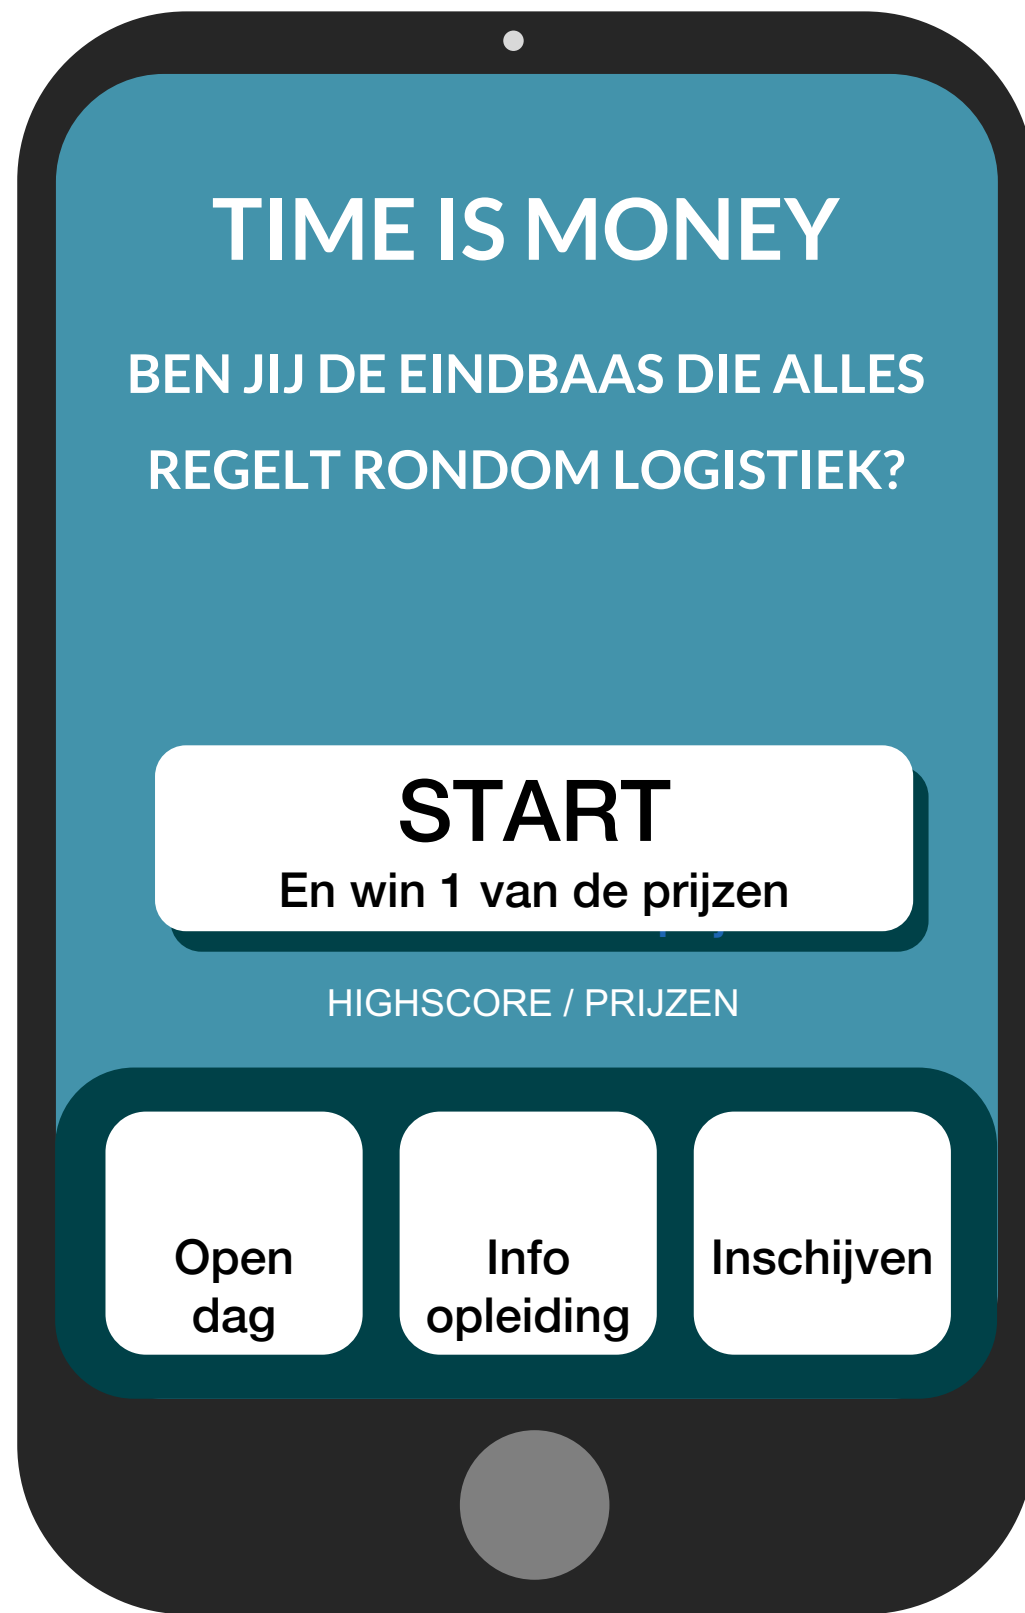 TIME IS MONEY
BEN JIJ DE EINDBAAS DIE ALLES
REGELT RONDOM LOGISTIEK?
START
En win 1 van de prijzen
HIGHSCORE / PRIJZEN
Open
dag
Info
opleiding
Inschijven